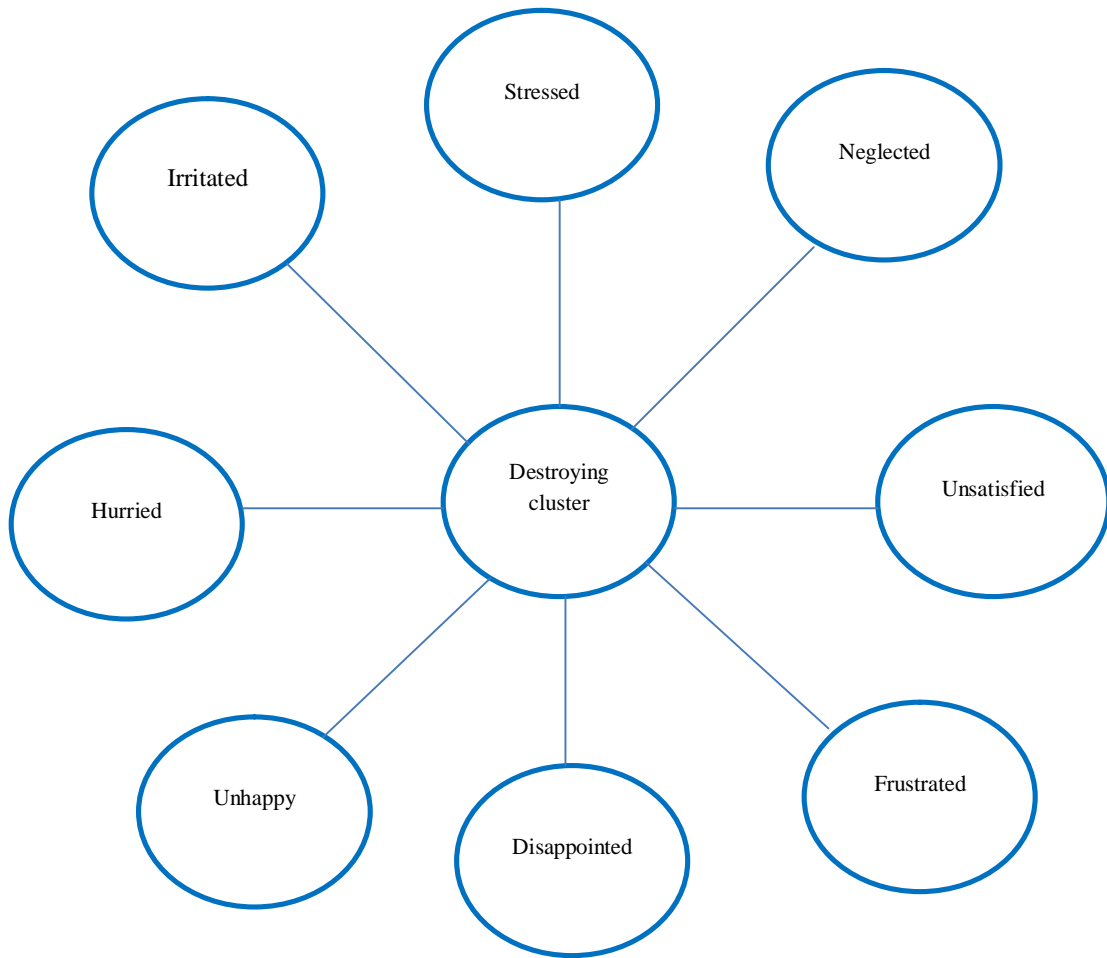 Stressed
Neglected
Irritated
Destroying
cluster
Unsatisfied
Hurried
Frustrated
Unhappy
Disappointed